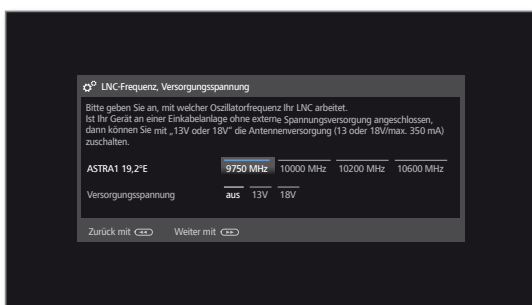 LNC-Frequenz, Versorgungsspannung
Bitte geben Sie an, mit welcher Oszillatorfrequenz Ihr LNC arbeitet.
Ist Ihr Gerät an einer Einkabelanlage ohne externe Spannungsversorgung angeschlossen,
dann können Sie mit „13V oder 18V“ die Antennenversorgung (13 oder 18V/max. 350 mA)
zuschalten.
ASTRA1 19,2°E 9750 MHz 10000 MHz 10200 MHz 10600 MHz
Versorgungsspannung aus 13V 18V
Zurück mit Weiter mit